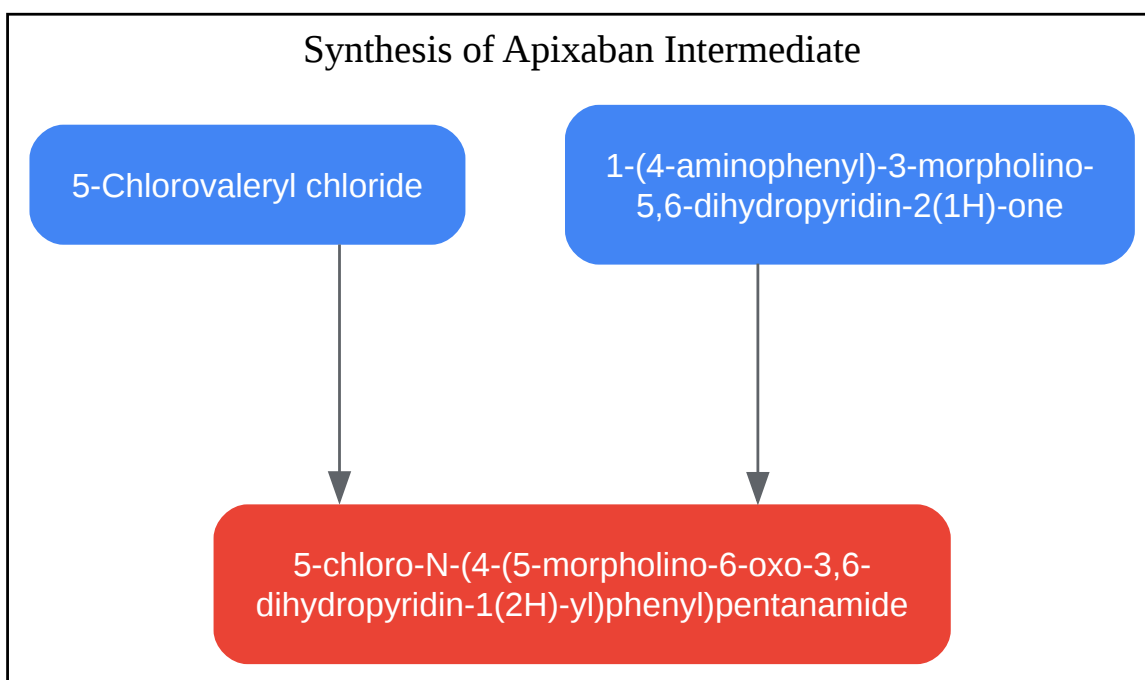 Synthesis of Apixaban Intermediate
5-Chlorovaleryl chloride
1-(4-aminophenyl)-3-morpholino-
5,6-dihydropyridin-2(1H)-one
5-chloro-N-(4-(5-morpholino-6-oxo-3,6-
dihydropyridin-1(2H)-yl)phenyl)pentanamide